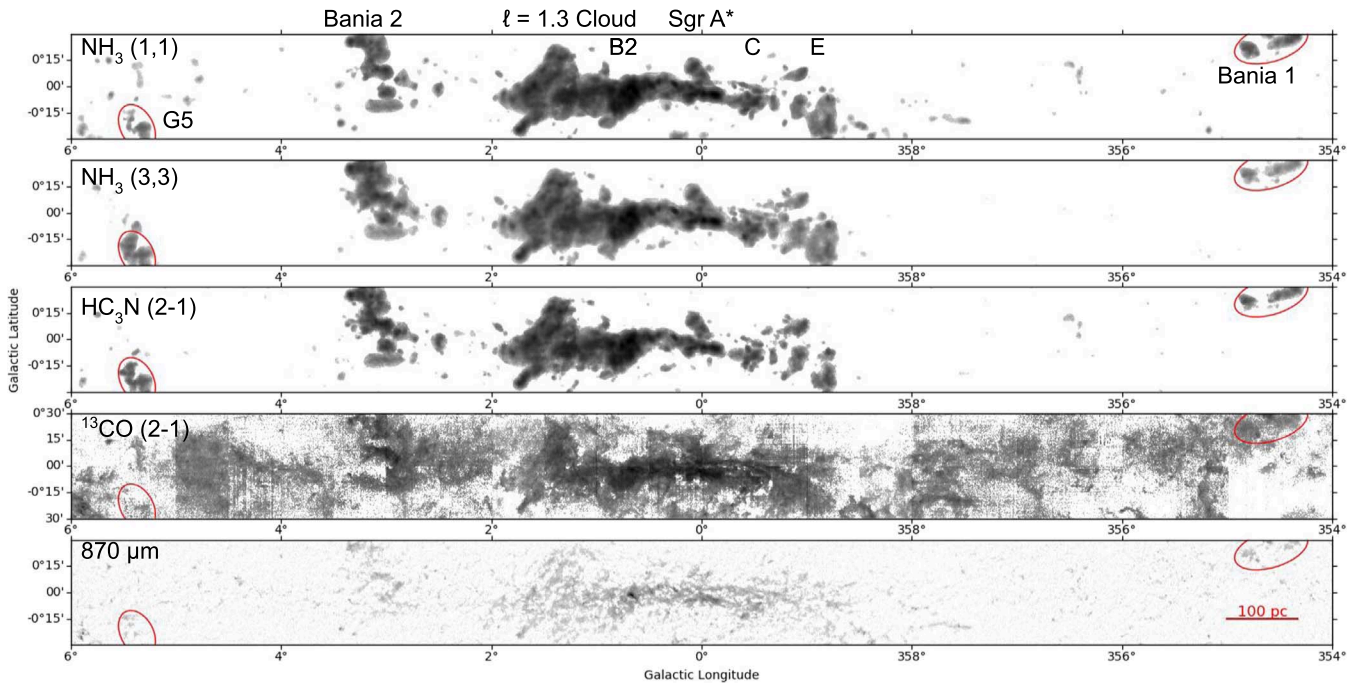 Bania 2 ℓ = 1.3 Cloud Sgr A*
NH₃ (1,1) B2 C E
0°15'
00'
-0°15'
G5 Bania 1
6° 4° 2° 0° 358° 356° 354°
NH₃ (3,3)
0°15'
00'
-0°15'
6° 4° 2° 0° 358° 356° 354°
HC₃N (2-1)
0°15'
00'
-0°15'
6° 4° 2° 0° 358° 356° 354°
Galactic Latitude
¹³CO (2-1)
0°30'
15'
00'
-0°15'
30'
6° 4° 2° 0° 358° 356° 354°
870 µm
0°15'
00'
-0°15'
100 pc
6° 4° 2° 0° 358° 356° 354°
Galactic Longitude